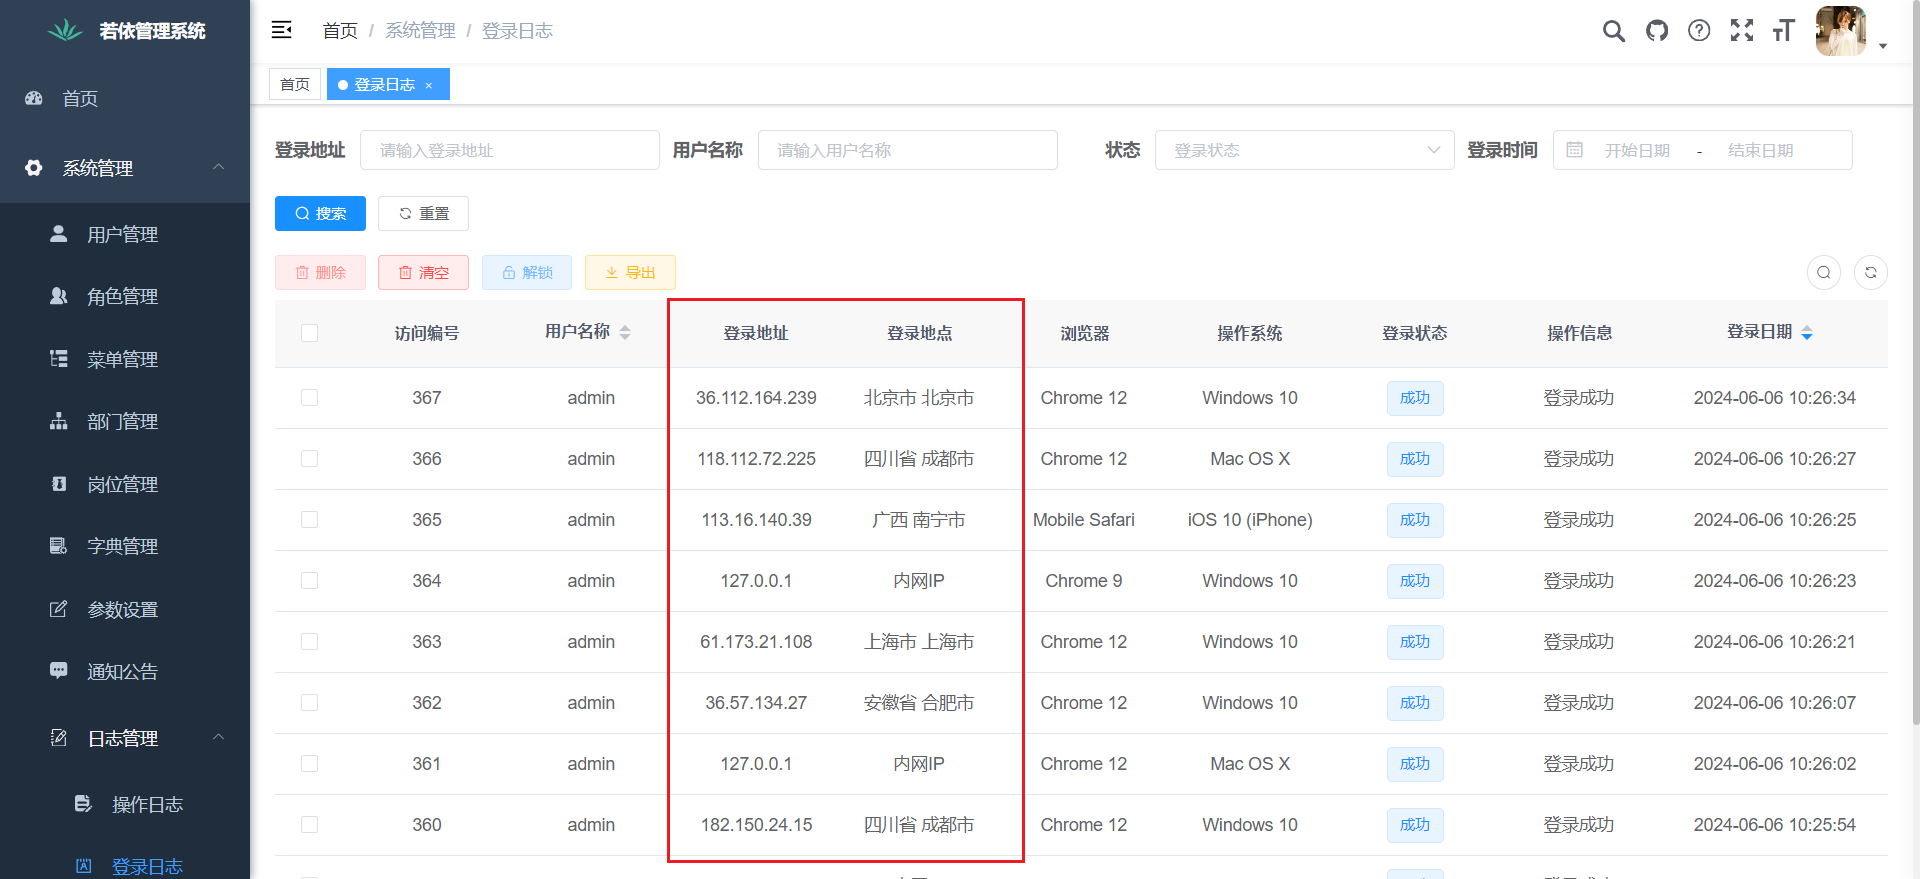 若依管理系统
首页
系统管理
用户管理
角色管理
菜单管理
部门管理
岗位管理
字典管理
参数设置
通知公告
日志管理
操作日志
登录日志
首页 / 系统管理 / 登录日志
首页 登录日志 ×
登录地址 请输入登录地址 用户名称 请输入用户名称 状态 登录状态 登录时间 开始日期 - 结束日期
搜索 重置
删除 清空 解锁 导出
访问编号 用户名称 登录地址 登录地点 浏览器 操作系统 登录状态 操作信息 登录日期
367 admin 36.112.164.239 北京市 北京市 Chrome 12 Windows 10 成功 登录成功 2024-06-06 10:26:34
366 admin 118.112.72.225 四川省 成都市 Chrome 12 Mac OS X 成功 登录成功 2024-06-06 10:26:27
365 admin 113.16.140.39 广西 南宁市 Mobile Safari iOS 10 (iPhone) 成功 登录成功 2024-06-06 10:26:25
364 admin 127.0.0.1 内网IP Chrome 9 Windows 10 成功 登录成功 2024-06-06 10:26:23
363 admin 61.173.21.108 上海市 上海市 Chrome 12 Windows 10 成功 登录成功 2024-06-06 10:26:21
362 admin 36.57.134.27 安徽省 合肥市 Chrome 12 Windows 10 成功 登录成功 2024-06-06 10:26:07
361 admin 127.0.0.1 内网IP Chrome 12 Mac OS X 成功 登录成功 2024-06-06 10:26:02
360 admin 182.150.24.15 四川省 成都市 Chrome 12 Windows 10 成功 登录成功 2024-06-06 10:25:54